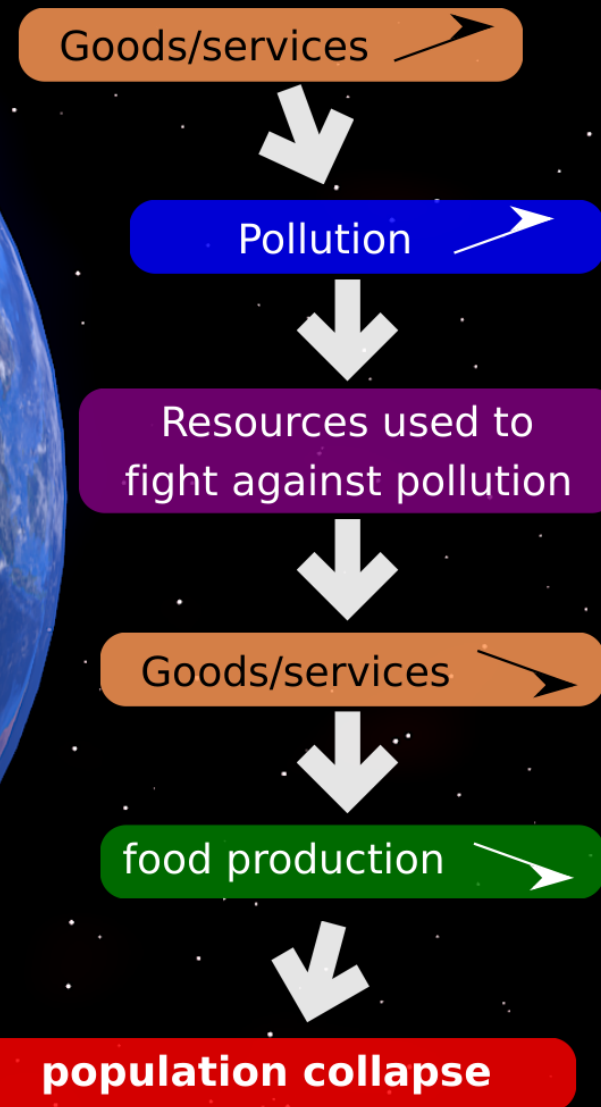 Goods/services
Pollution
Resources used to
fight against pollution
Goods/services
food production
population collapse